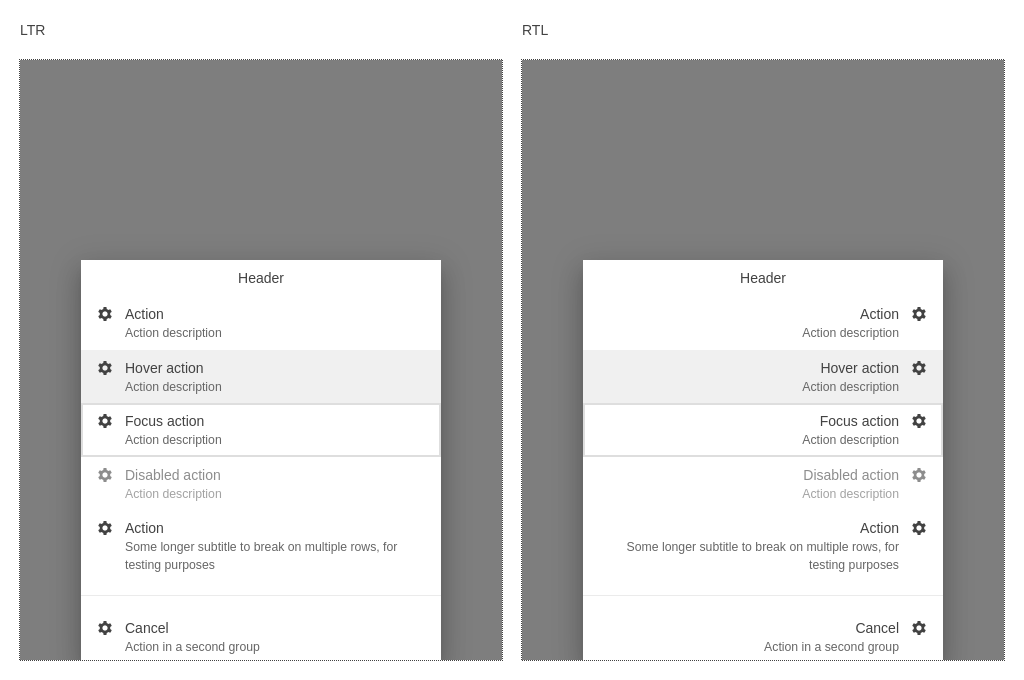 LTR
Header
Action
Action description
Hover action
Action description
Focus action
Action description
Disabled action
Action description
Action
Some longer subtitle to break on multiple rows, for
testing purposes
Cancel
Action in a second group
RTL
Header
Action
Action description
Hover action
Action description
Focus action
Action description
Disabled action
Action description
Action
Some longer subtitle to break on multiple rows, for
testing purposes
Cancel
Action in a second group